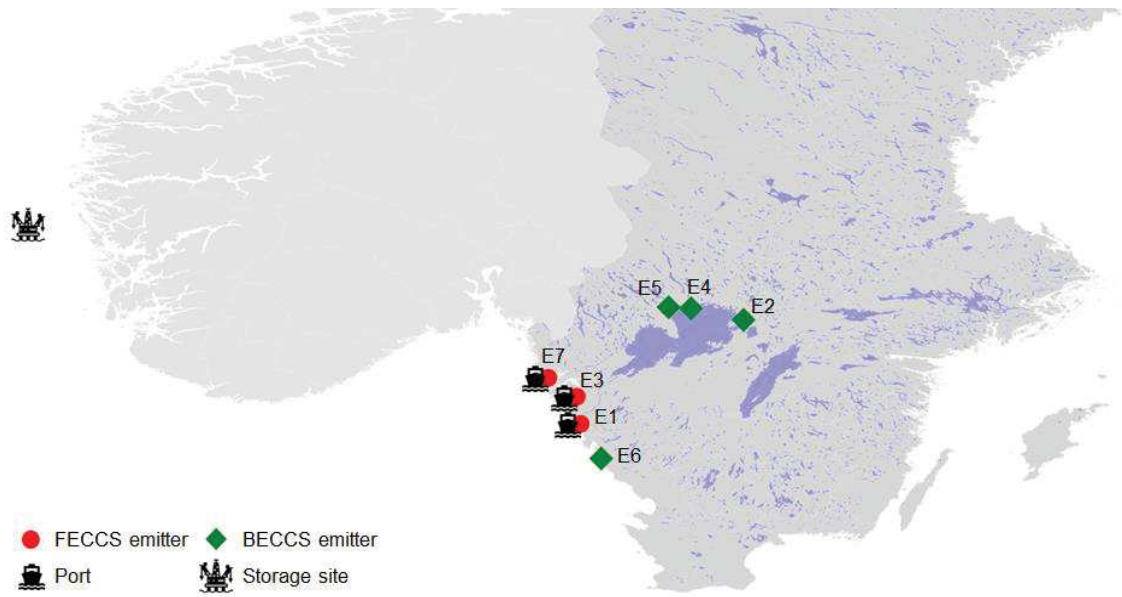 E5
E4
E2
E7
E3
E1
E6
FECCS emitter
BECCS emitter
Port
Storage site